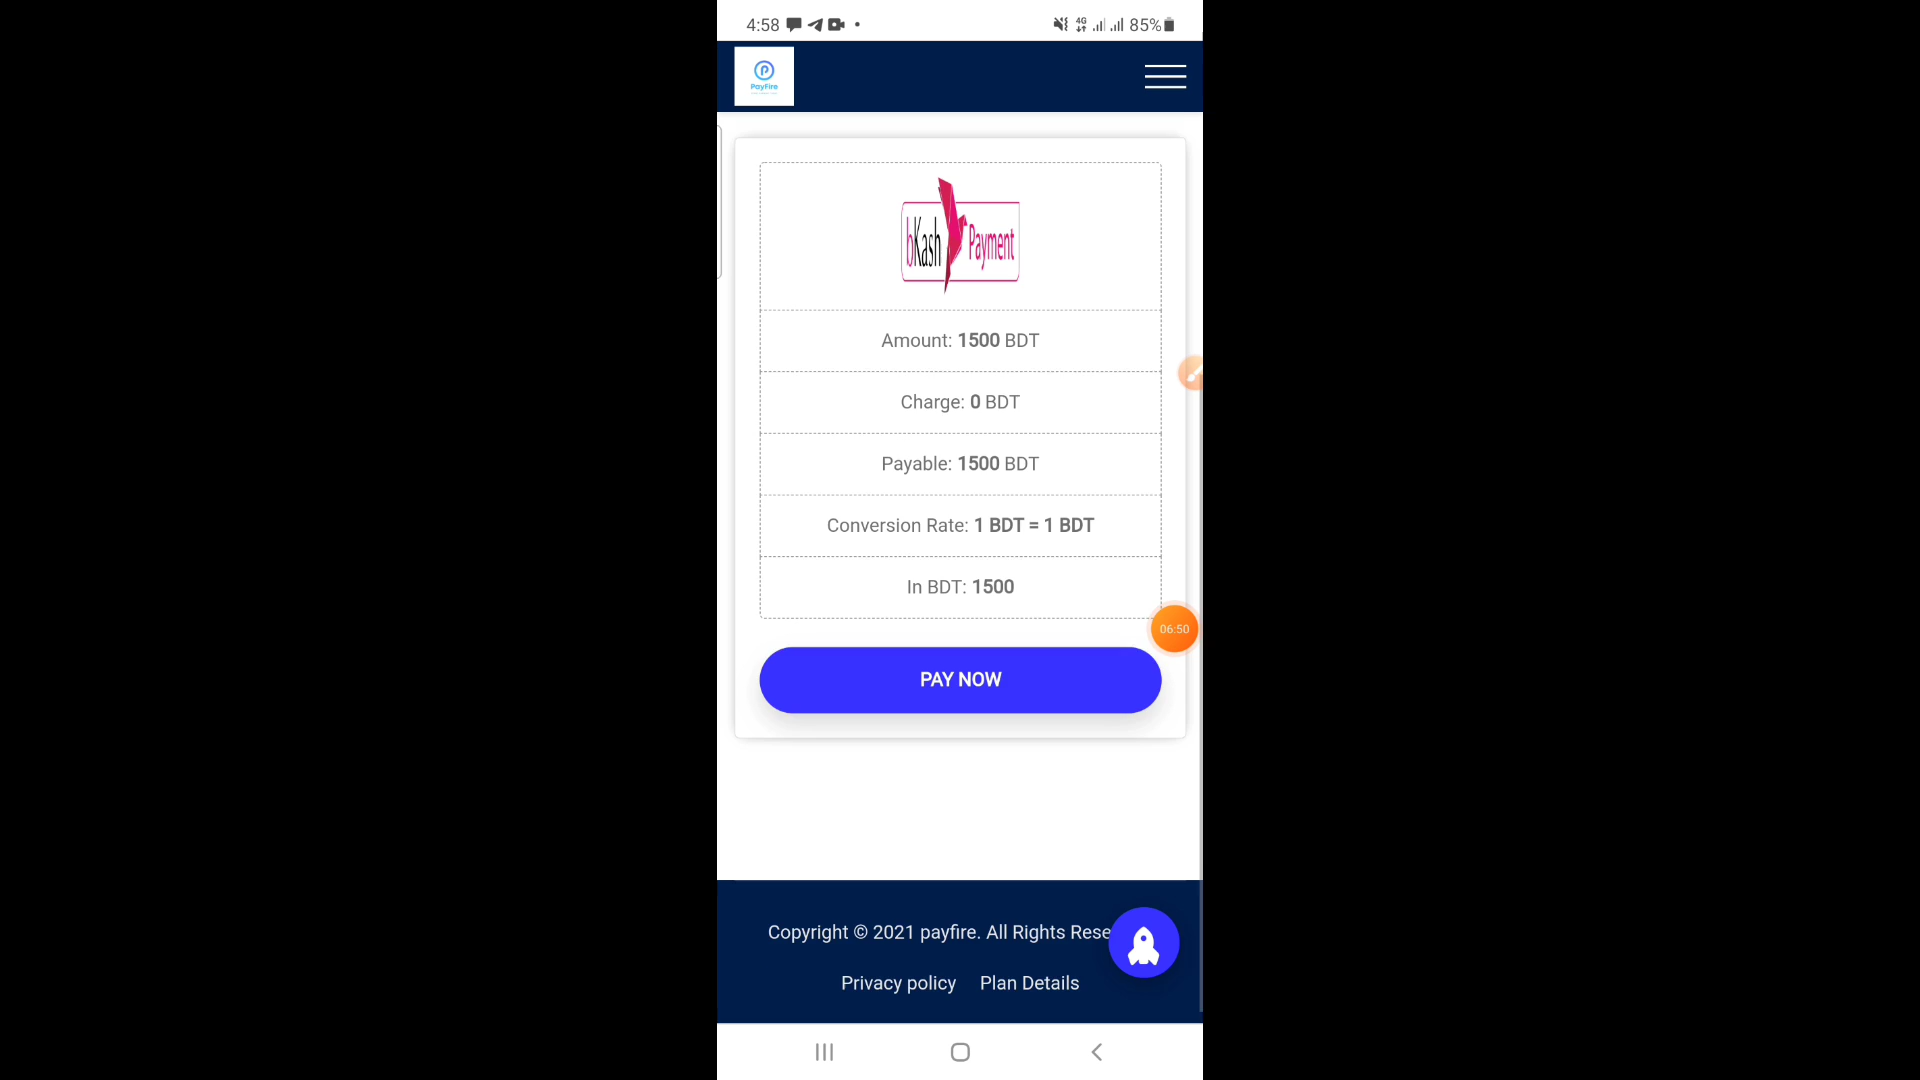 4:58
4G
85%
PayFire
bKash Payment
Amount: 1500 BDT
Charge: 0 BDT
Payable: 1500 BDT
Conversion Rate: 1 BDT = 1 BDT
In BDT: 1500
06:50
PAY NOW
Copyright © 2021 payfire. All Rights Rese
Privacy policy Plan Details